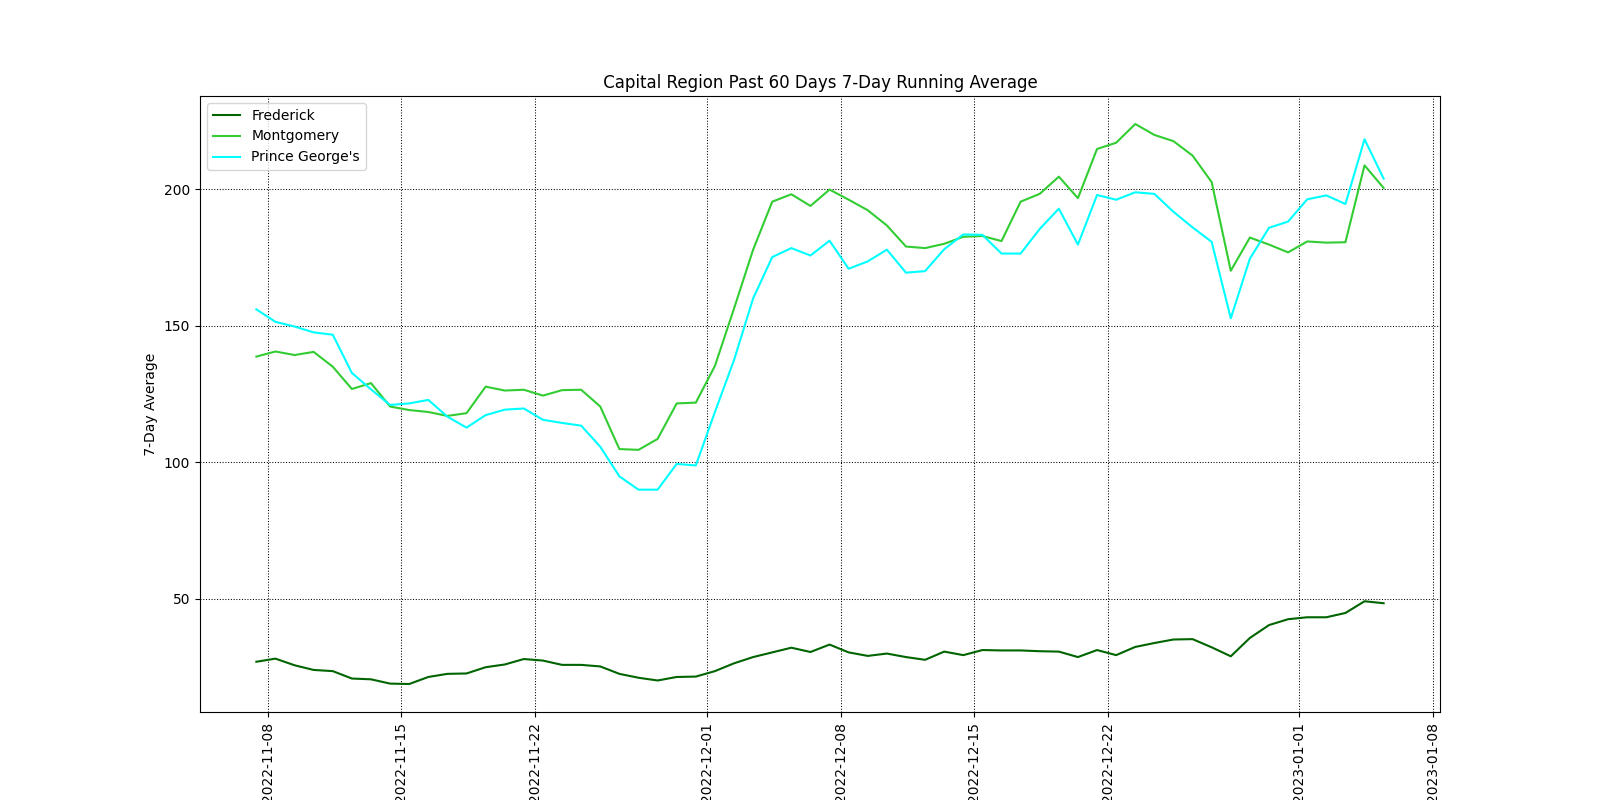 Capital Region Past 60 Days 7-Day Running Average
Frederick
Montgomery
Prince George's
200
150
100
50
7-Day Average
2022-11-08
2022-11-15
2022-11-22
2022-12-01
2022-12-08
2022-12-15
2022-12-22
2023-01-01
2023-01-08